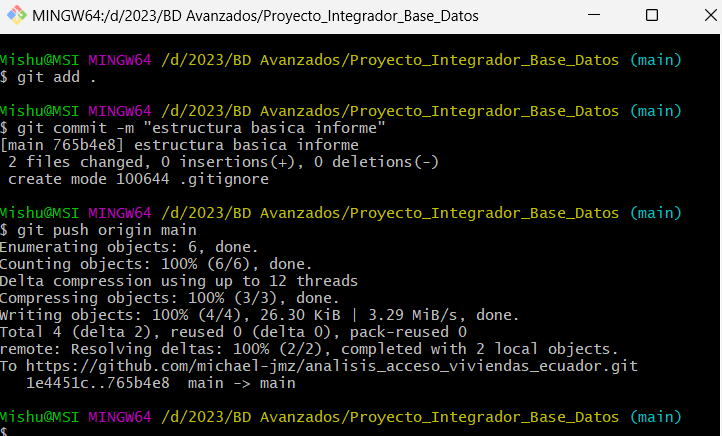 MINGW64:/d/2023/BD Avanzados/Proyecto_Integrador_Base_Datos
Mishu@MSI MINGW64 /d/2023/BD Avanzados/Proyecto_Integrador_Base_Datos (main)
$ git add .
Mishu@MSI MINGW64 /d/2023/BD Avanzados/Proyecto_Integrador_Base_Datos (main)
$ git commit -m "estructura basica informe"
[main 765b4e8] estructura basica informe
 2 files changed, 0 insertions(+), 0 deletions(-)
 create mode 100644 .gitignore
Mishu@MSI MINGW64 /d/2023/BD Avanzados/Proyecto_Integrador_Base_Datos (main)
$ git push origin main
Enumerating objects: 6, done.
Counting objects: 100% (6/6), done.
Delta compression using up to 12 threads
Compressing objects: 100% (3/3), done.
Writing objects: 100% (4/4), 26.30 KiB | 3.29 MiB/s, done.
Total 4 (delta 2), reused 0 (delta 0), pack-reused 0
remote: Resolving deltas: 100% (2/2), completed with 2 local objects.
To https://github.com/michael-jmz/analisis_acceso_viviendas_ecuador.git
   1e4451c..765b4e8  main -> main
Mishu@MSI MINGW64 /d/2023/BD Avanzados/Proyecto_Integrador_Base_Datos (main)
$